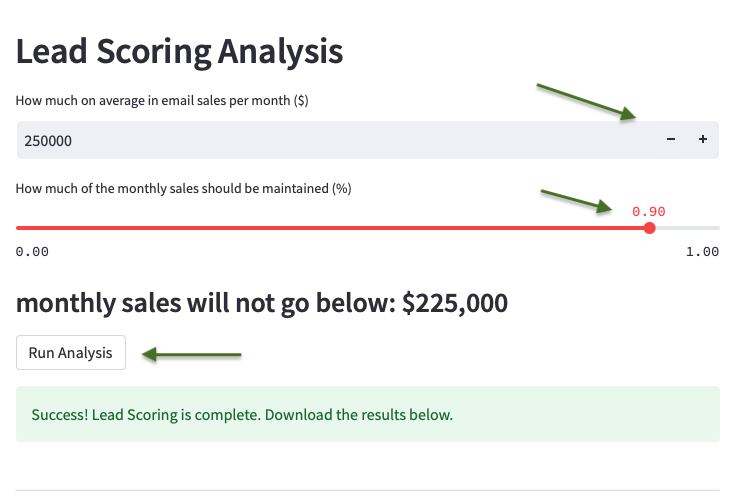 Lead Scoring Analysis
How much on average in email sales per month ($)
250000
− +
How much of the monthly sales should be maintained (%)
0.90
0.00 1.00
monthly sales will not go below: $225,000
Run Analysis
Success! Lead Scoring is complete. Download the results below.